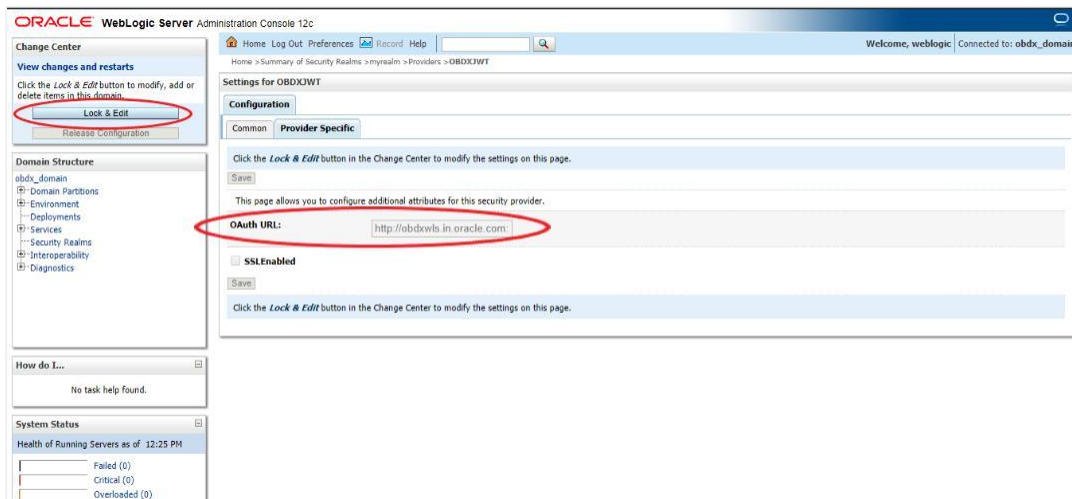 ORACLE WebLogic Server Administration Console 12c
Change Center
View changes and restarts
Click the Lock & Edit button to modify, add or
delete items in this domain.
Lock & Edit
Release Configuration
Domain Structure
obdx_domain
Domain Partitions
Environment
Deployments
Services
Security Realms
Interoperability
Diagnostics
How do I...
No task help found.
System Status
Health of Running Servers as of 12:25 PM
Failed (0)
Critical (0)
Overloaded (0)
Home Log Out Preferences Record Help
Welcome, weblogic Connected to: obdx_domain
Home >Summary of Security Realms >myrealm >Providers >OBDXJWT
Settings for OBDXJWT
Configuration
Common Provider Specific
Click the Lock & Edit button in the Change Center to modify the settings on this page.
Save
This page allows you to configure additional attributes for this security provider.
OAuth URL: http://obdxwls.in.oracle.com:
SSLEnabled
Save
Click the Lock & Edit button in the Change Center to modify the settings on this page.